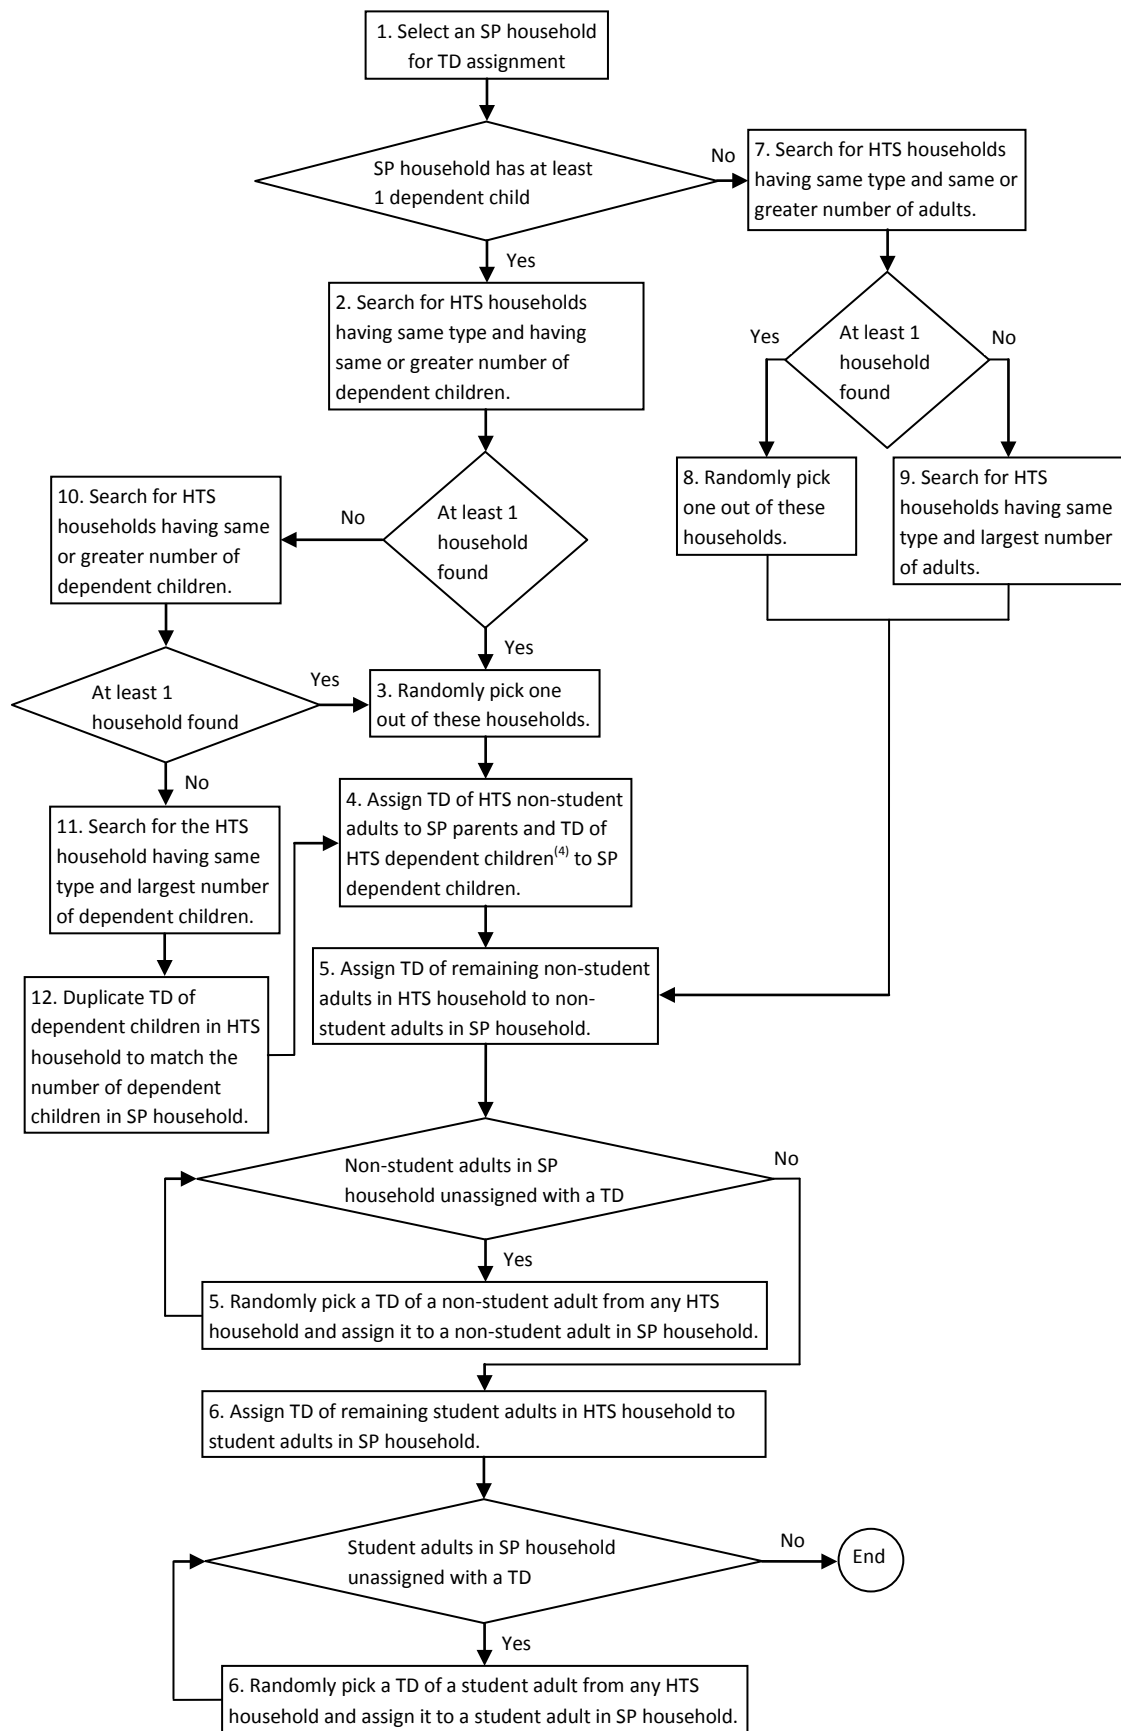 1. Select an SP household
for TD assignment
SP household has at least
1 dependent child
No
7. Search for HTS households
having same type and same or
greater number of adults.
Yes
2. Search for HTS households
having same type and having
same or greater number of
dependent children.
Yes
At least 1
household
found
No
8. Randomly pick
one out of these
households.
9. Search for HTS
households having same
type and largest number
of adults.
10. Search for HTS
households having same
or greater number of
dependent children.
No
At least 1
household
found
Yes
At least 1
household found
Yes
3. Randomly pick one
out of these households.
No
11. Search for the HTS
household having same
type and largest number
of dependent children.
4. Assign TD of HTS non-student
adults to SP parents and TD of
HTS dependent children(4) to SP
dependent children.
12. Duplicate TD of
dependent children in HTS
household to match the
number of dependent
children in SP household.
5. Assign TD of remaining non-student
adults in HTS household to non-
student adults in SP household.
Non-student adults in SP
household unassigned with a TD
No
Yes
5. Randomly pick a TD of a non-student adult from any HTS
household and assign it to a non-student adult in SP household.
6. Assign TD of remaining student adults in HTS household to
student adults in SP household.
Student adults in SP household
unassigned with a TD
No
End
Yes
6. Randomly pick a TD of a student adult from any HTS
household and assign it to a student adult in SP household.